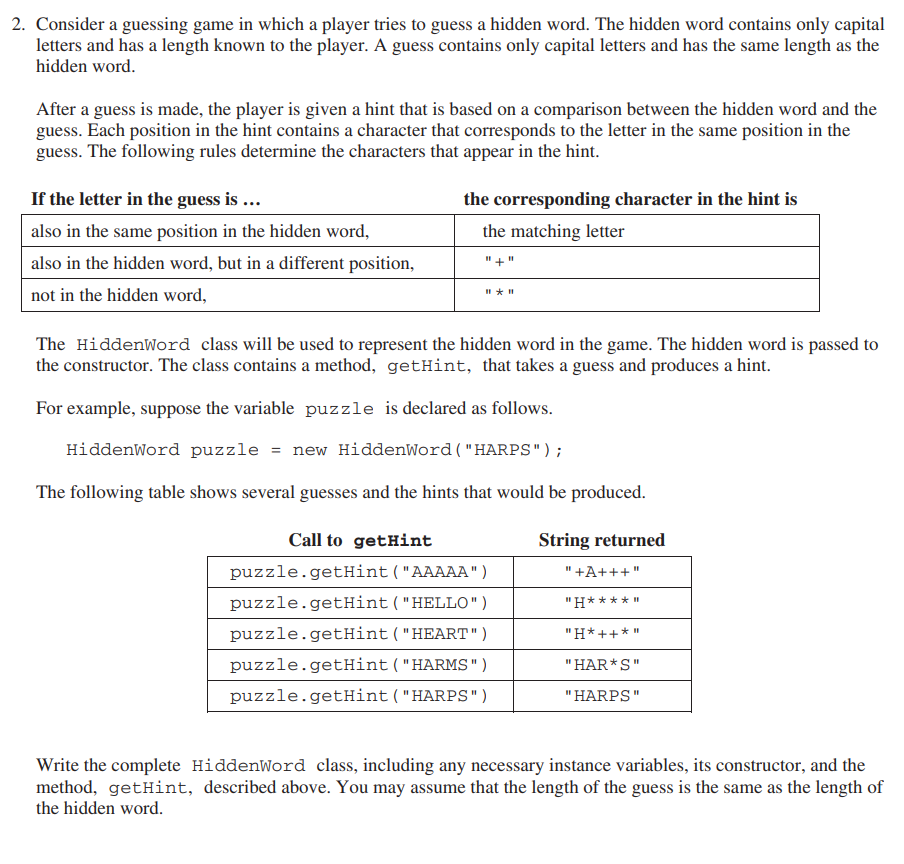 2. Consider a guessing game in which a player tries to guess a hidden word. The hidden word contains only capital
letters and has a length known to the player. A guess contains only capital letters and has the same length as the
hidden word.
After a guess is made, the player is given a hint that is based on a comparison between the hidden word and the
guess. Each position in the hint contains a character that corresponds to the letter in the same position in the
guess. The following rules determine the characters that appear in the hint.
If the letter in the guess is ... the corresponding character in the hint is
also in the same position in the hidden word, the matching letter
also in the hidden word, but in a different position, "+"
not in the hidden word, "*"
The HiddenWord class will be used to represent the hidden word in the game. The hidden word is passed to
the constructor. The class contains a method, getHint, that takes a guess and produces a hint.
For example, suppose the variable puzzle is declared as follows.
HiddenWord puzzle = new HiddenWord("HARPS");
The following table shows several guesses and the hints that would be produced.
Call to getHint String returned
puzzle.getHint("AAAAA") "+A+++"
puzzle.getHint("HELLO") "H****"
puzzle.getHint("HEART") "H*++*"
puzzle.getHint("HARMS") "HAR*S"
puzzle.getHint("HARPS") "HARPS"
Write the complete HiddenWord class, including any necessary instance variables, its constructor, and the
method, getHint, described above. You may assume that the length of the guess is the same as the length of
the hidden word.